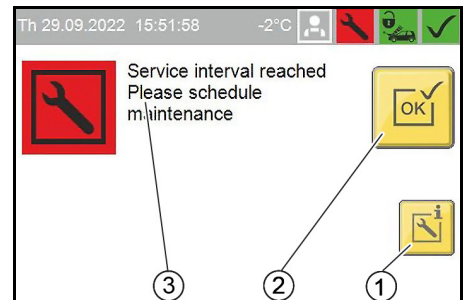 Th 29.09.2022 15:51:58 -2°C
Service interval reached
Please schedule
maintenance
OK
i
3 2 1